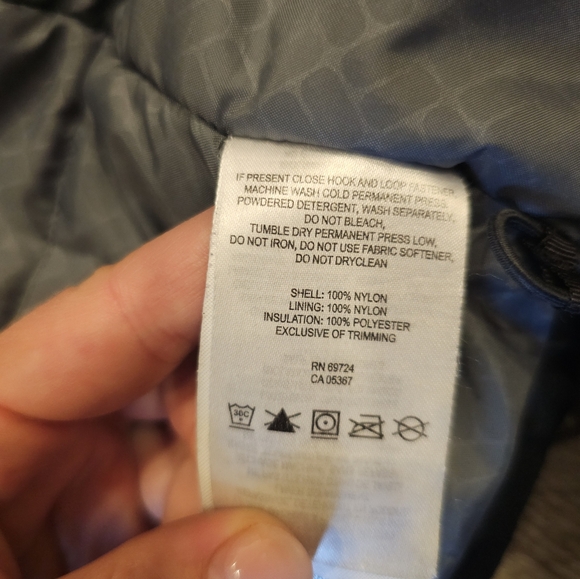 IF PRESENT CLOSE HOOK AND LOOP FASTENER
MACHINE WASH COLD PERMANENT PRESS,
POWDERED DETERGENT, WASH SEPARATELY,
DO NOT BLEACH,
TUMBLE DRY PERMANENT PRESS LOW,
DO NOT IRON, DO NOT USE FABRIC SOFTENER,
DO NOT DRYCLEAN
SHELL: 100% NYLON
LINING: 100% NYLON
INSULATION: 100% POLYESTER
EXCLUSIVE OF TRIMMING
RN 69724
CA 05367
30C